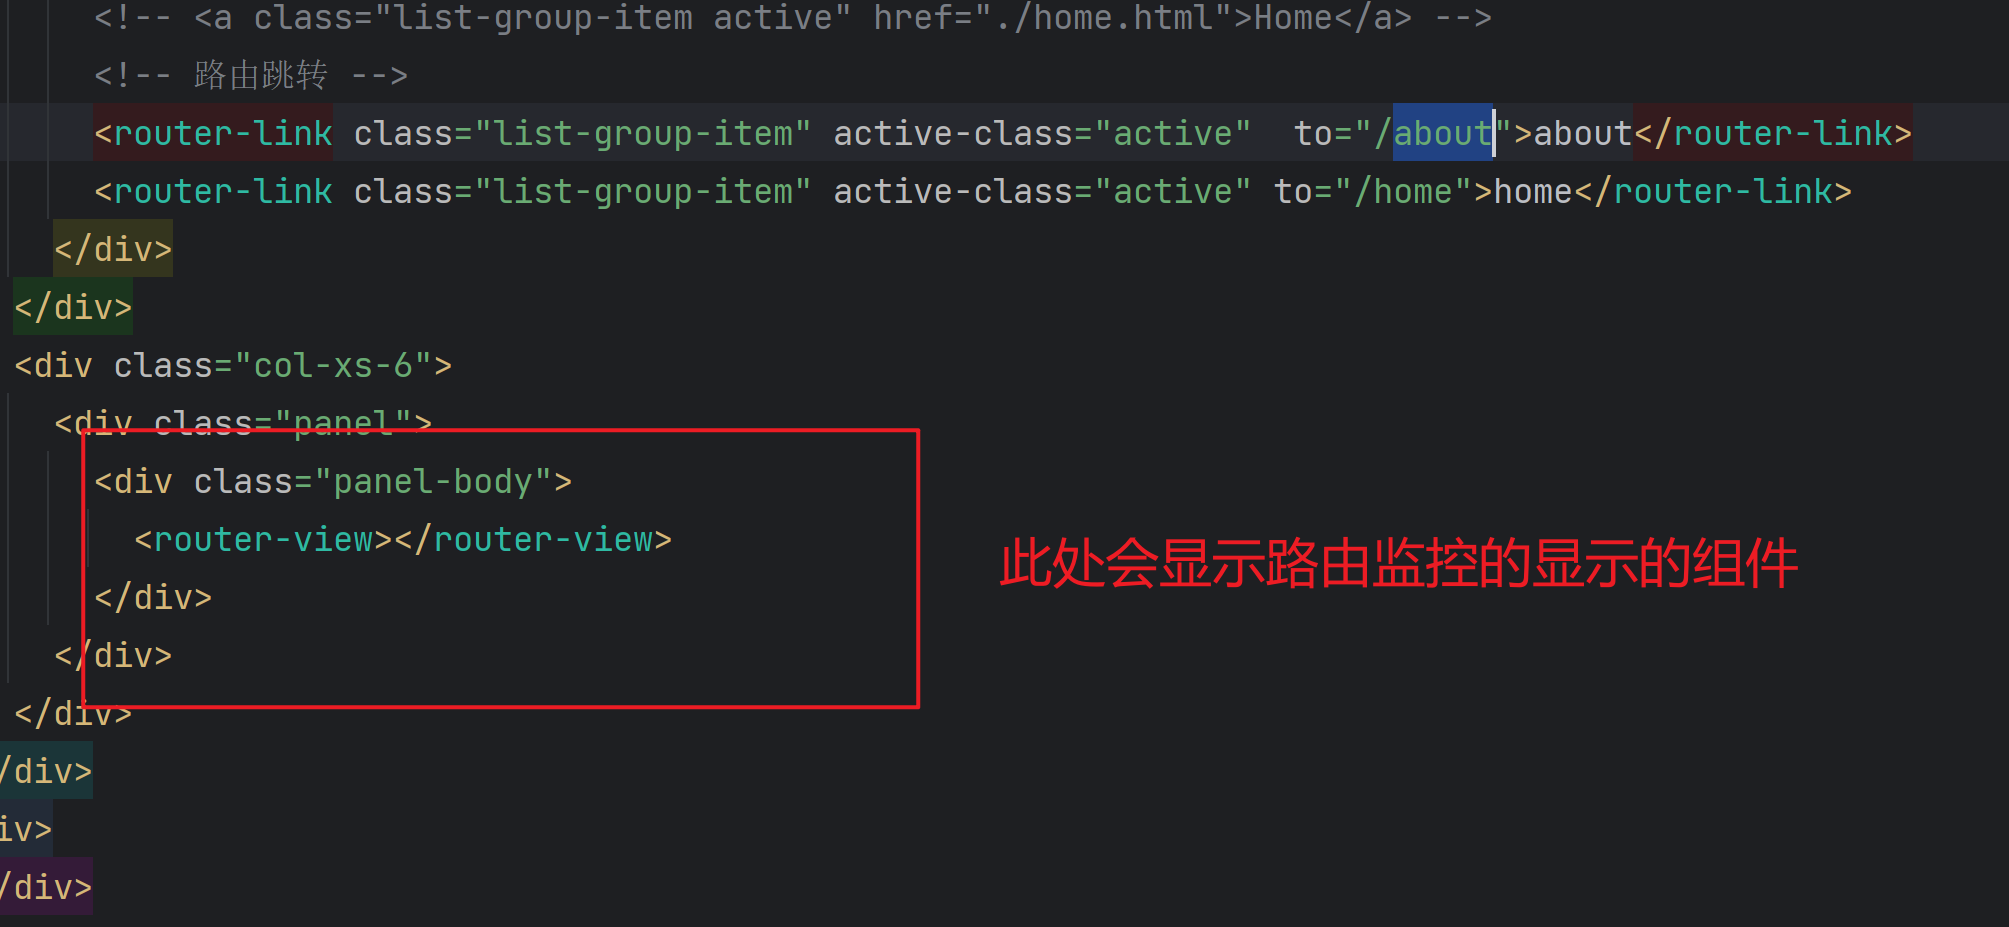 <!-- <a class="list-group-item active" href="./home.html">Home</a> -->
<!-- 路由跳转 -->
<router-link class="list-group-item" active-class="active"  to="/about">about</router-link>
<router-link class="list-group-item" active-class="active" to="/home">home</router-link>
</div>
</div>
<div class="col-xs-6">
<div class="panel">
<div class="panel-body">
<router-view></router-view>
此处会显示路由监控的显示的组件
</div>
</div>
</div>
/div>
iv>
/div>